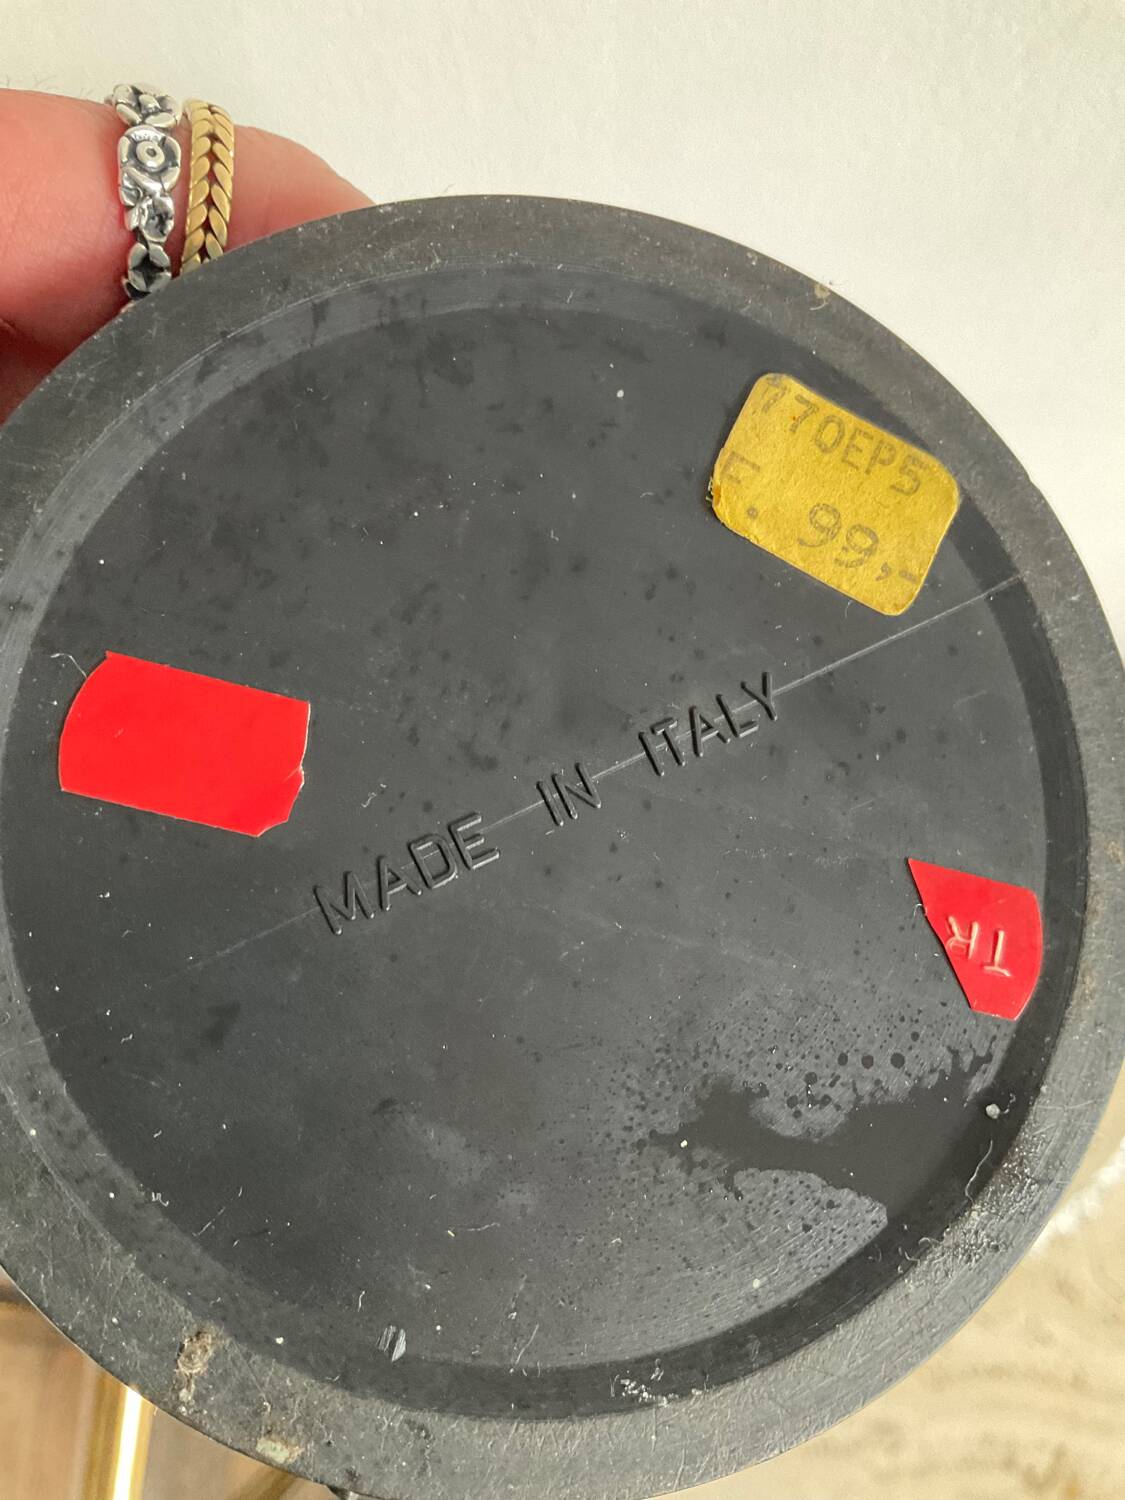 770EP5
F. 99,-
MADE IN ITALY
TR